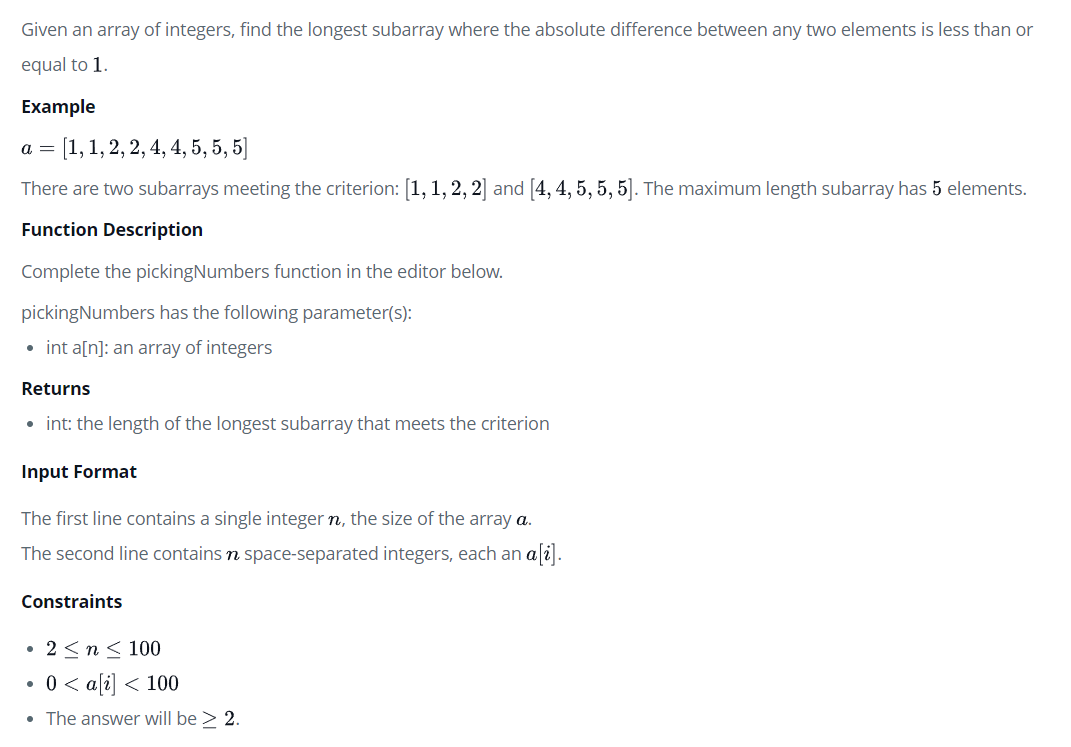 Given an array of integers, find the longest subarray where the absolute difference between any two elements is less than or
equal to 1.
Example
a = [1, 1, 2, 2, 4, 4, 5, 5, 5]
There are two subarrays meeting the criterion: [1, 1, 2, 2] and [4, 4, 5, 5, 5]. The maximum length subarray has 5 elements.
Function Description
Complete the pickingNumbers function in the editor below.
pickingNumbers has the following parameter(s):
• int a[n]: an array of integers
Returns
• int: the length of the longest subarray that meets the criterion
Input Format
The first line contains a single integer n, the size of the array a.
The second line contains n space-separated integers, each an a[i].
Constraints
• 2 ≤ n ≤ 100
• 0 < a[i] < 100
• The answer will be ≥ 2.